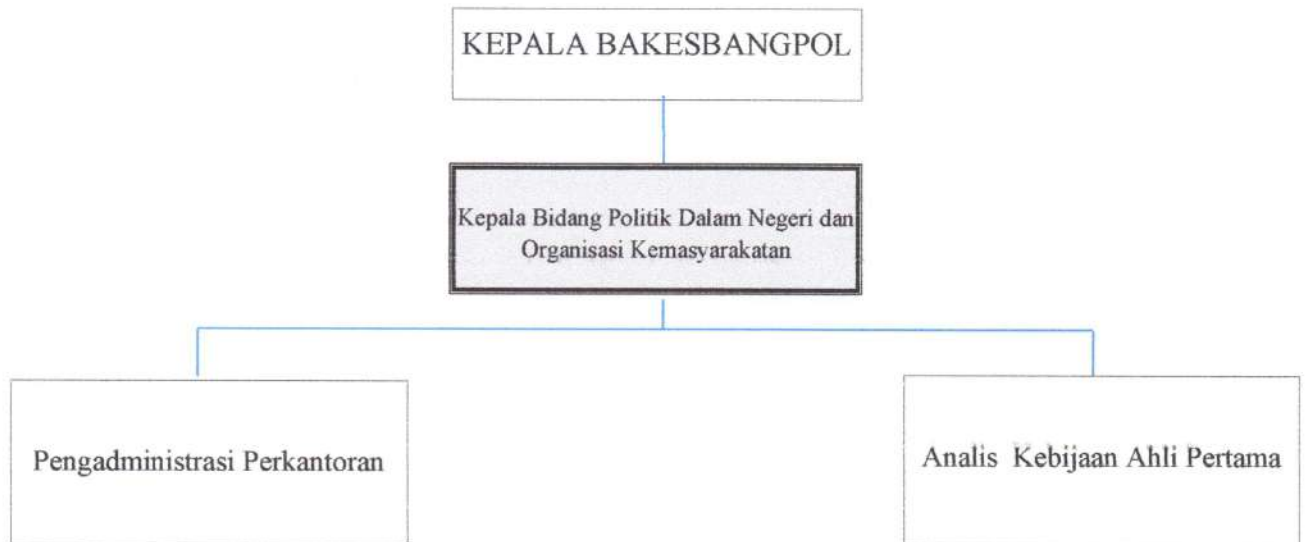 KEPALA BAKESBANGPOL
Kepala Bidang Politik Dalam Negeri dan
Organisasi Kemasyarakatan
Pengadministrasi Perkantoran
Analis Kebijaan Ahli Pertama